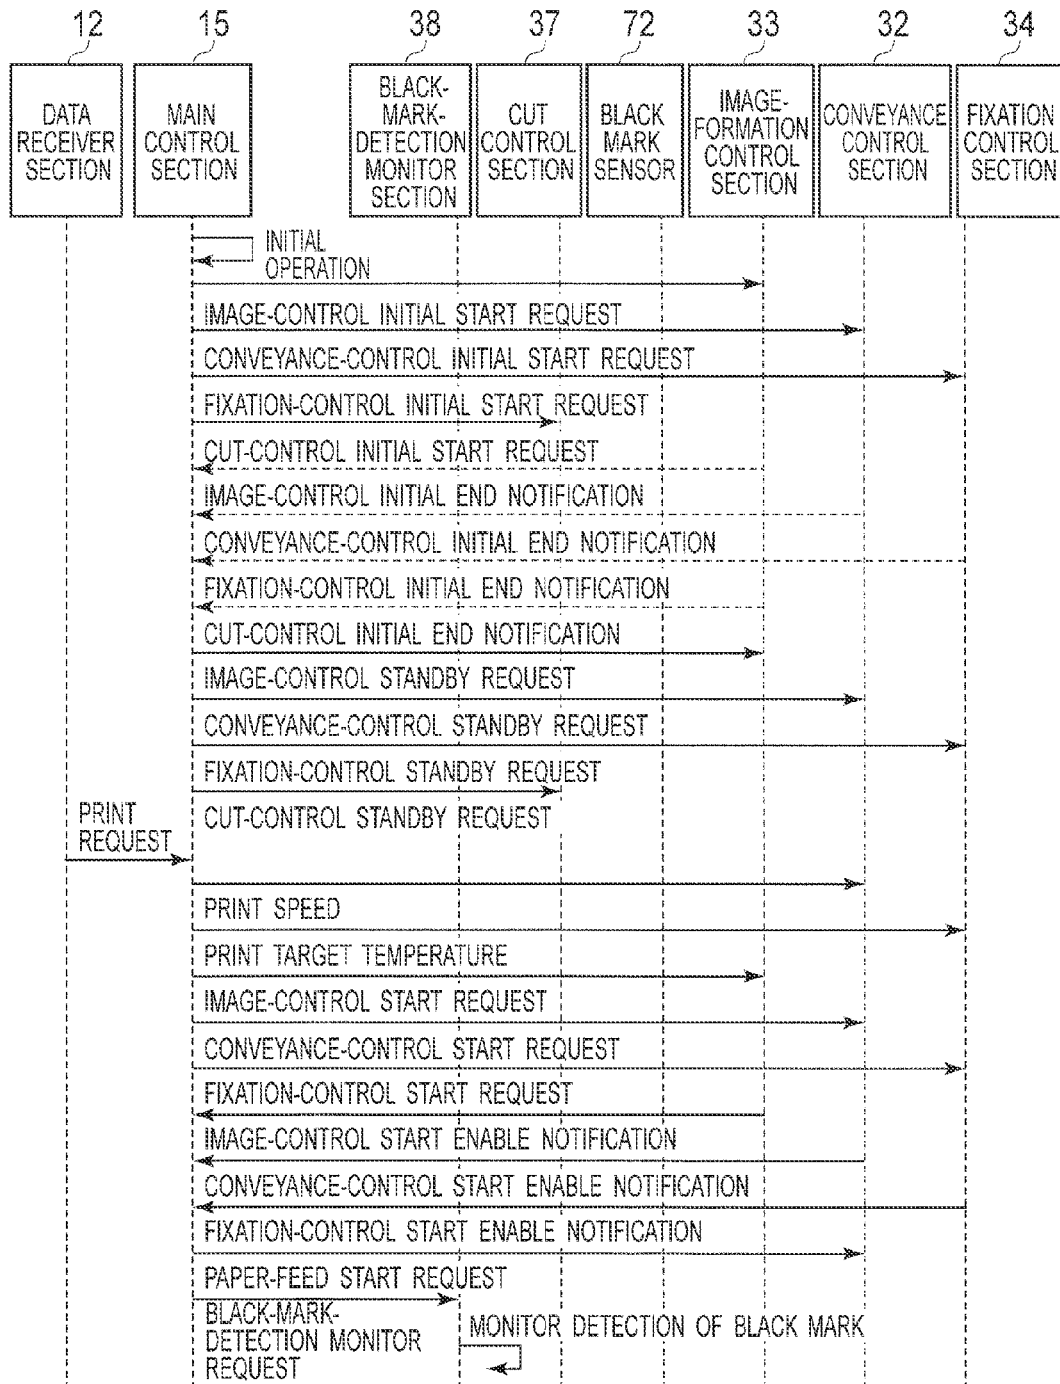 12 15 38 37 72 33 32 34
DATA
RECEIVER
SECTION
MAIN
CONTROL
SECTION
BLACK-
MARK-
DETECTION
MONITOR
SECTION
CUT
CONTROL
SECTION
BLACK
MARK
SENSOR
IMAGE-
FORMATION
CONTROL
SECTION
CONVEYANCE
CONTROL
SECTION
FIXATION
CONTROL
SECTION
INITIAL
OPERATION
IMAGE-CONTROL INITIAL START REQUEST
CONVEYANCE-CONTROL INITIAL START REQUEST
FIXATION-CONTROL INITIAL START REQUEST
CUT-CONTROL INITIAL START REQUEST
IMAGE-CONTROL INITIAL END NOTIFICATION
CONVEYANCE-CONTROL INITIAL END NOTIFICATION
FIXATION-CONTROL INITIAL END NOTIFICATION
CUT-CONTROL INITIAL END NOTIFICATION
IMAGE-CONTROL STANDBY REQUEST
CONVEYANCE-CONTROL STANDBY REQUEST
FIXATION-CONTROL STANDBY REQUEST
CUT-CONTROL STANDBY REQUEST
PRINT
REQUEST
PRINT SPEED
PRINT TARGET TEMPERATURE
IMAGE-CONTROL START REQUEST
CONVEYANCE-CONTROL START REQUEST
FIXATION-CONTROL START REQUEST
IMAGE-CONTROL START ENABLE NOTIFICATION
CONVEYANCE-CONTROL START ENABLE NOTIFICATION
FIXATION-CONTROL START ENABLE NOTIFICATION
PAPER-FEED START REQUEST
BLACK-MARK-
DETECTION MONITOR
REQUEST
MONITOR DETECTION OF BLACK MARK